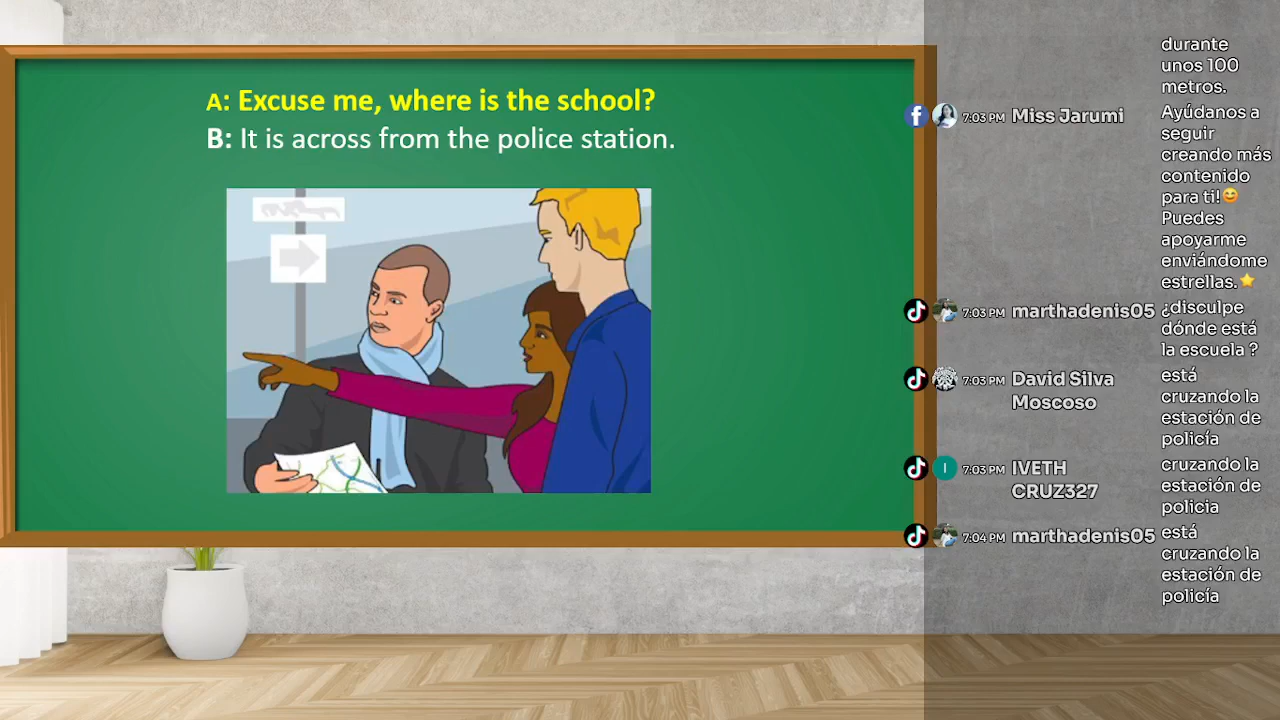 A: Excuse me, where is the school?
B: It is across from the police station.
durante
unos 100
metros.
7:03 PM Miss Jarumi
Ayúdanos a
seguir
creando más
contenido
para ti!😊
Puedes
apoyarme
enviándome
estrellas.⭐
7:03 PM marthadenis05
¿disculpe
dónde está
la escuela ?
7:03 PM David Silva
Moscoso
está
cruzando la
estación de
policía
I 7:03 PM IVETH
CRUZ327
cruzando la
estación de
policia
7:04 PM marthadenis05
está
cruzando la
estación de
policía